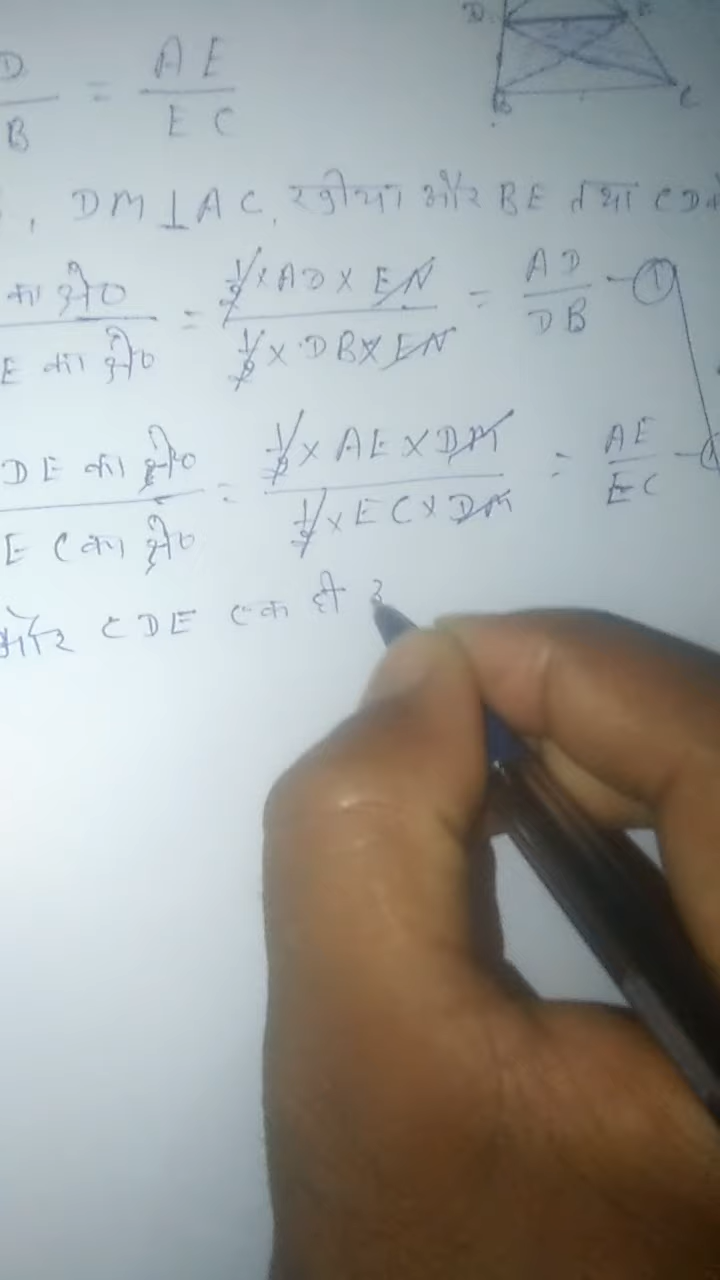 D E
B C
D/B = AE/EC
, DM⊥AC, खींचा और BE तथा CD
का क्षे०/E का क्षे० = 1/2×AD×EN / 1/2×DB×EN = AD/DB - ①
DE का क्षे०/E C का क्षे० = 1/2×AE×DM / 1/2×EC×DM = AE/EC -
और CDE एक ही